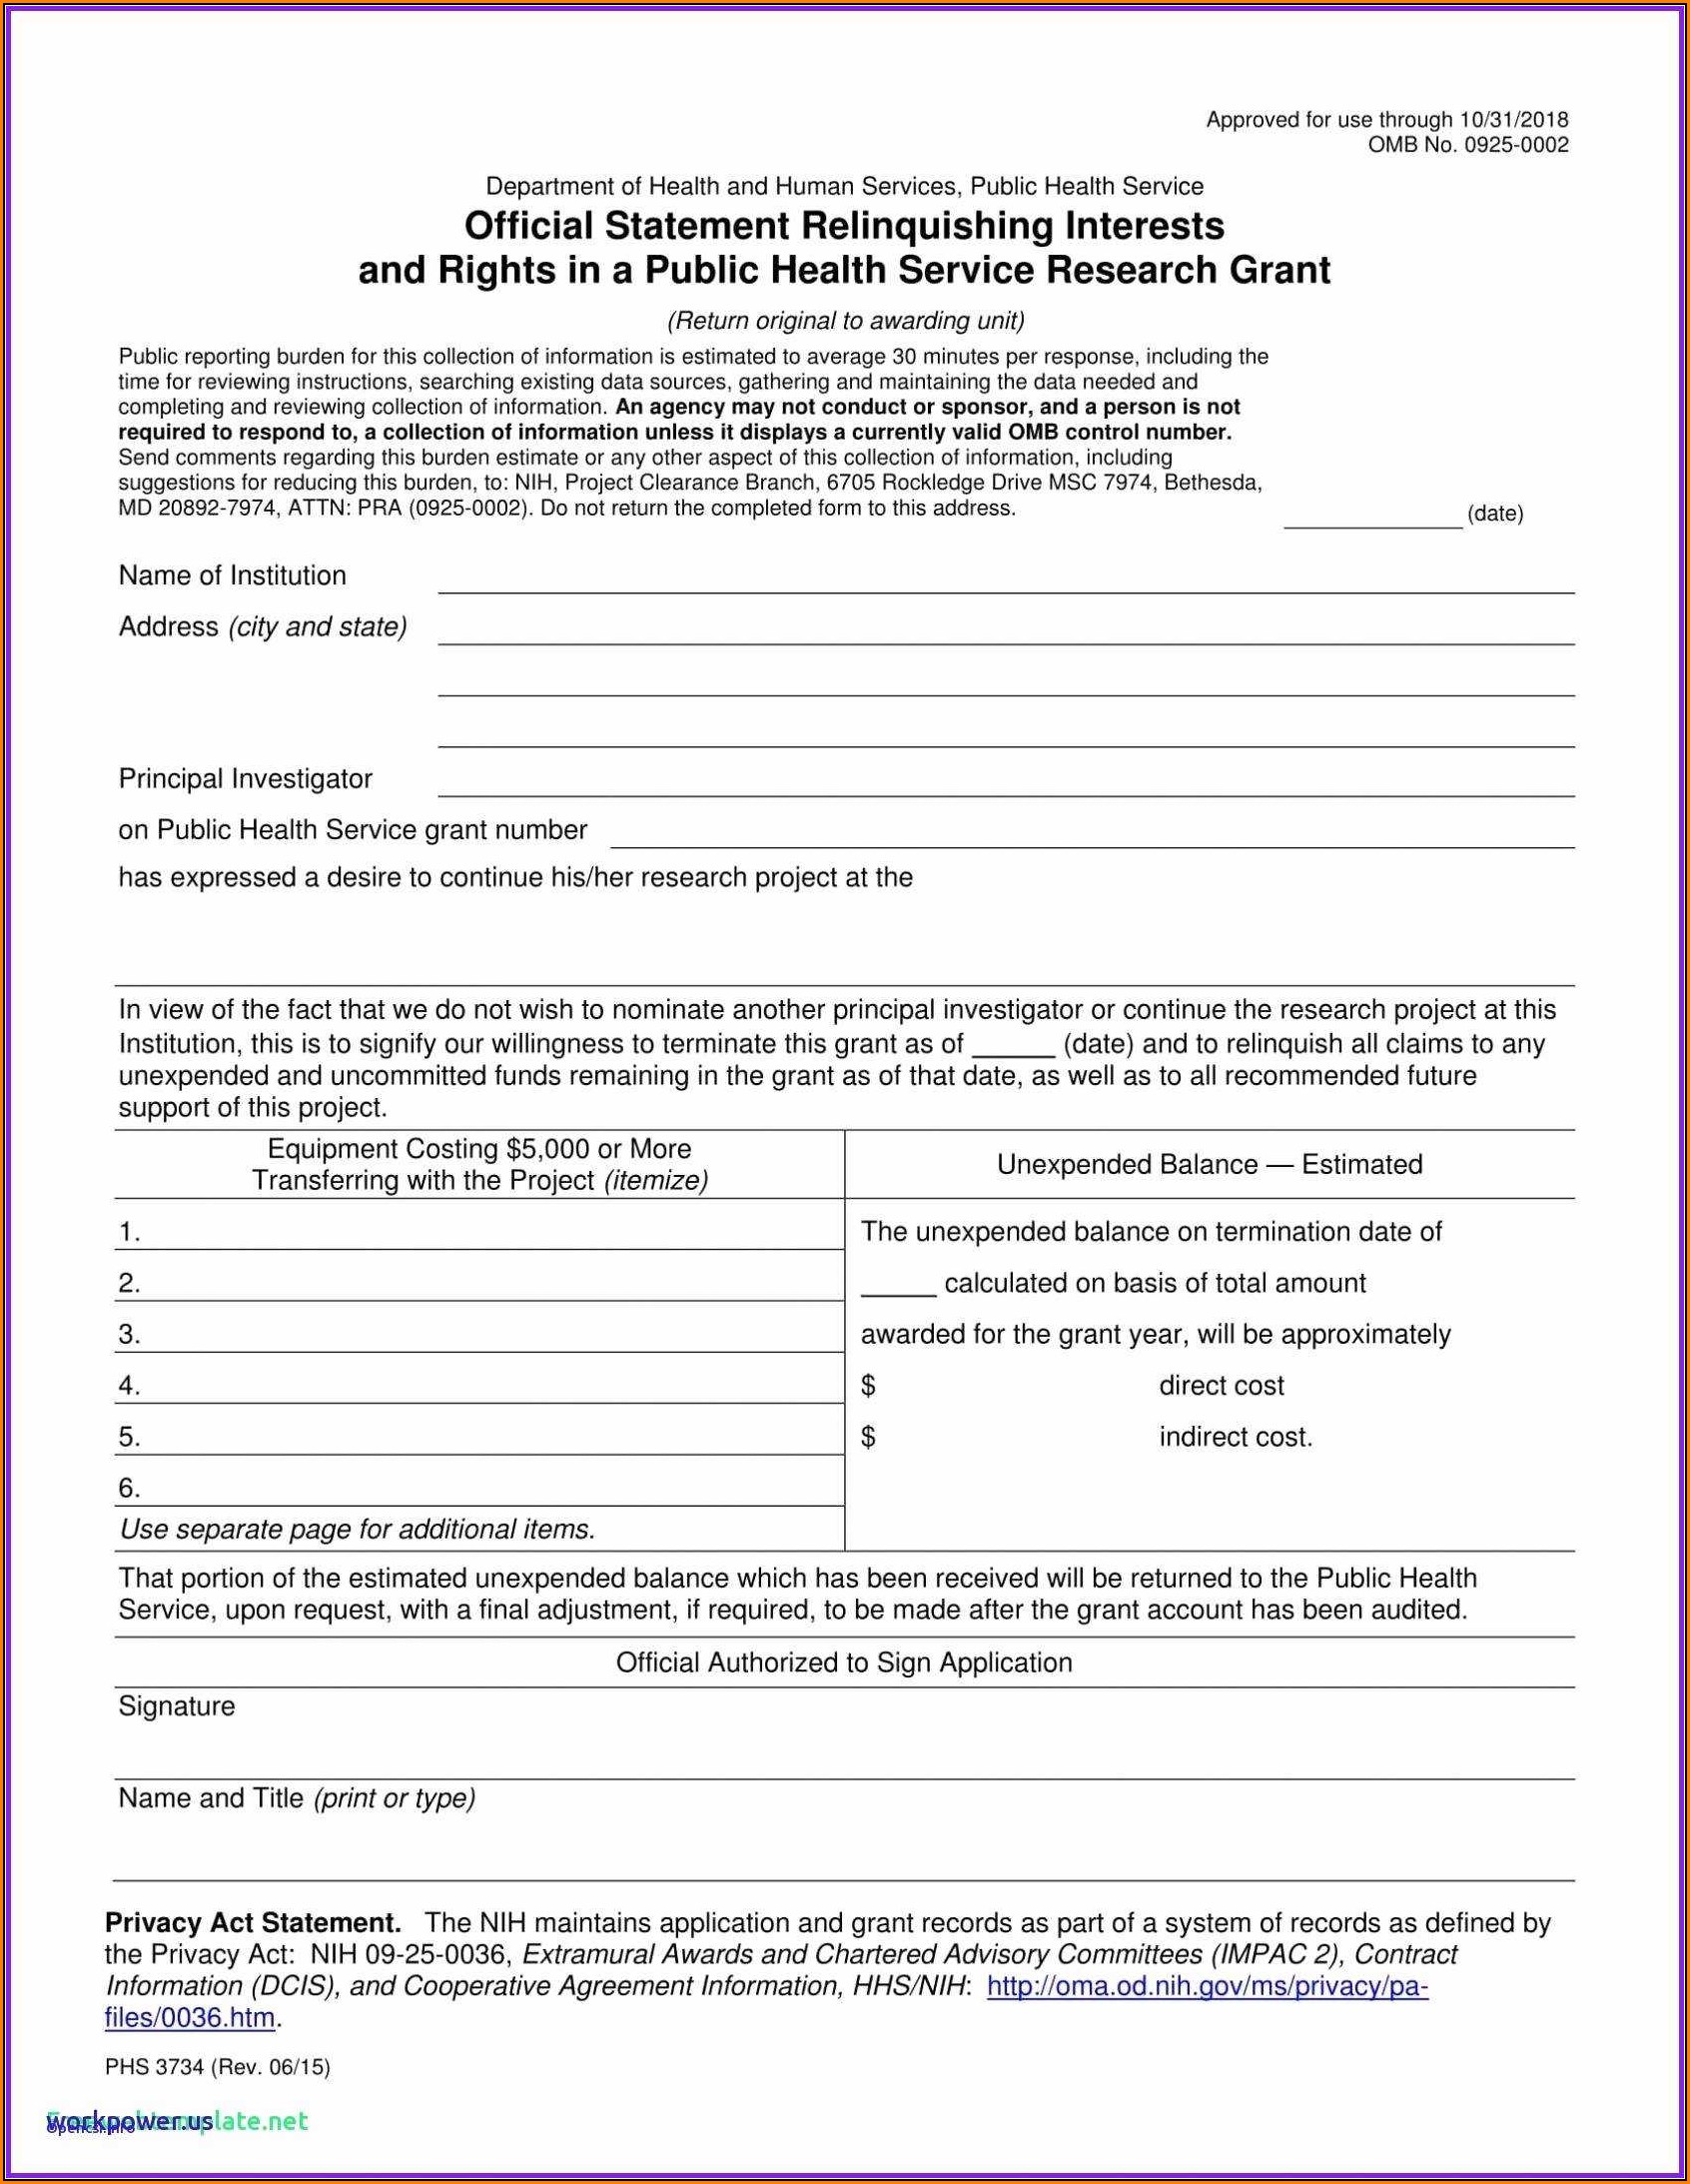 Approved for use through 10/31/2018
OMB No. 0925-0002
Department of Health and Human Services, Public Health Service
Official Statement Relinquishing Interests
and Rights in a Public Health Service Research Grant
(Return original to awarding unit)
Public reporting burden for this collection of information is estimated to average 30 minutes per response, including the
time for reviewing instructions, searching existing data sources, gathering and maintaining the data needed and
completing and reviewing collection of information. An agency may not conduct or sponsor, and a person is not
required to respond to, a collection of information unless it displays a currently valid OMB control number.
Send comments regarding this burden estimate or any other aspect of this collection of information, including
suggestions for reducing this burden, to: NIH, Project Clearance Branch, 6705 Rockledge Drive MSC 7974, Bethesda,
MD 20892-7974, ATTN: PRA (0925-0002). Do not return the completed form to this address.
(date)
Name of Institution
Address (city and state)
Principal Investigator
on Public Health Service grant number
has expressed a desire to continue his/her research project at the
In view of the fact that we do not wish to nominate another principal investigator or continue the research project at this
Institution, this is to signify our willingness to terminate this grant as of ______ (date) and to relinquish all claims to any
unexpended and uncommitted funds remaining in the grant as of that date, as well as to all recommended future
support of this project.
Equipment Costing $5,000 or More
Transferring with the Project (itemize)
1.
2.
3.
4.
5.
6.
Use separate page for additional items.
Unexpended Balance — Estimated
The unexpended balance on termination date of
_____ calculated on basis of total amount
awarded for the grant year, will be approximately
$ direct cost
$ indirect cost.
That portion of the estimated unexpended balance which has been received will be returned to the Public Health
Service, upon request, with a final adjustment, if required, to be made after the grant account has been audited.
Official Authorized to Sign Application
Signature
Name and Title (print or type)
Privacy Act Statement. The NIH maintains application and grant records as part of a system of records as defined by
the Privacy Act: NIH 09-25-0036, Extramural Awards and Chartered Advisory Committees (IMPAC 2), Contract
Information (DCIS), and Cooperative Agreement Information, HHS/NIH: http://oma.od.nih.gov/ms/privacy/pa-
files/0036.htm.
PHS 3734 (Rev. 06/15)
workpower.us